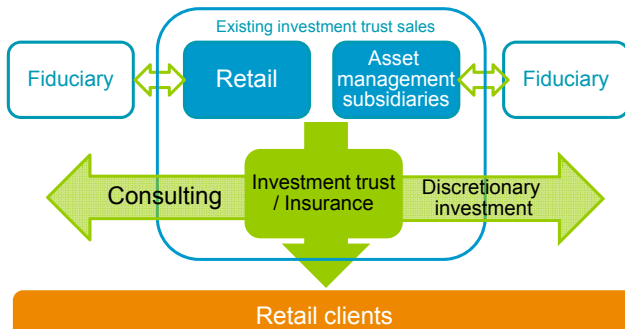 Existing investment trust sales
Fiduciary
Retail
Asset
management
subsidiaries
Fiduciary
Consulting
Investment trust
/ Insurance
Discretionary
investment
Retail clients